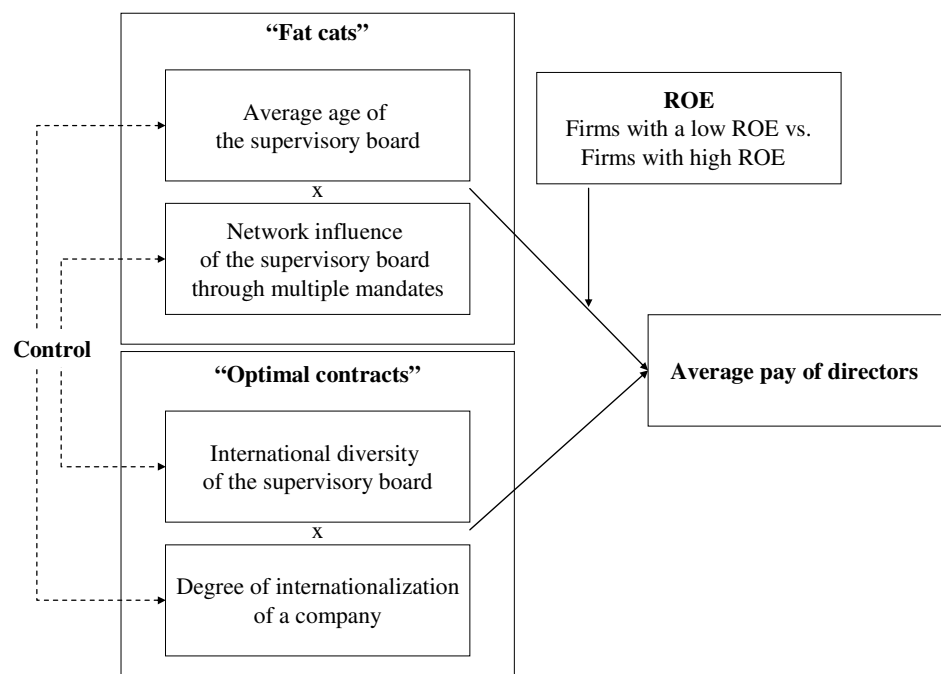 “Fat cats”
Average age of
the supervisory board
x
Network influence
of the supervisory board
through multiple mandates
ROE
Firms with a low ROE vs.
Firms with high ROE
Control
“Optimal contracts”
International diversity
of the supervisory board
x
Degree of internationalization
of a company
Average pay of directors